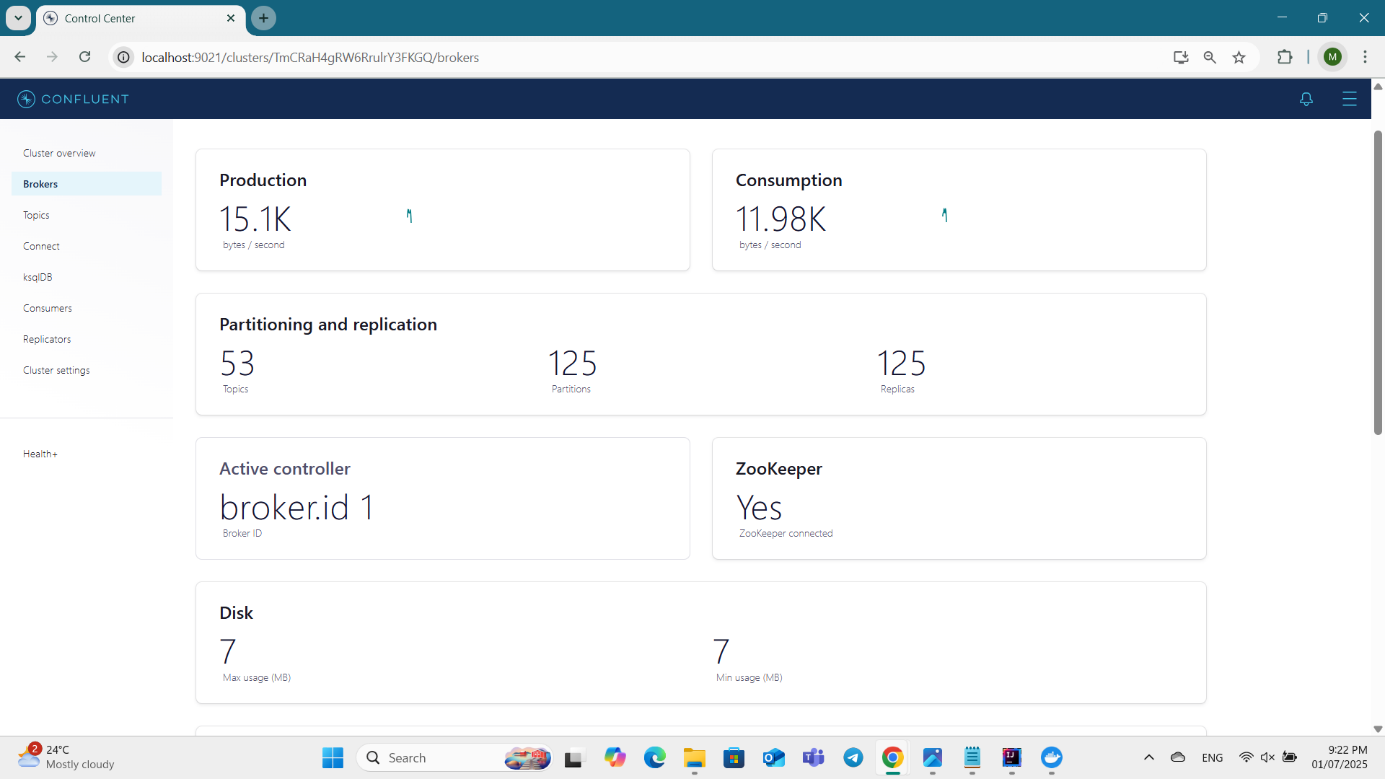 Control Center
localhost:9021/clusters/TmCRaH4gRW6RrulrY3FKGQ/brokers
M
CONFLUENT
Cluster overview
Brokers
Topics
Connect
ksqlDB
Consumers
Replicators
Cluster settings
Health+
Production
15.1K
bytes / second
Consumption
11.98K
bytes / second
Partitioning and replication
53
Topics
125
Partitions
125
Replicas
Active controller
broker.id 1
Broker ID
ZooKeeper
Yes
ZooKeeper connected
Disk
7
Max usage (MB)
7
Min usage (MB)
2
24°C
Mostly cloudy
Search
ENG
9:22 PM
01/07/2025